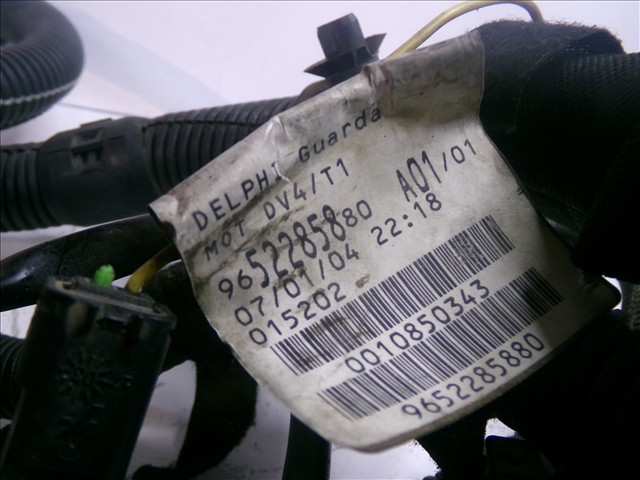 DELPHI Guarda
MOT DV4/T1
9652285880 A01/01
07/01/04 22:18
015202
0010850343
9652285880